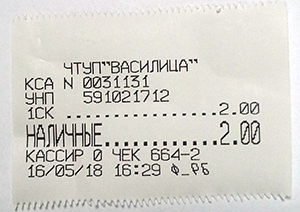 ЧТУП"ВАСИЛИЦА"
КСА N 0031131
УНП 591021712
1СК ................2.00
НАЛИЧНЫЕ............2.00
КАССИР 0 ЧЕК 664-2
16/05/18 16:29 Ф_РБ